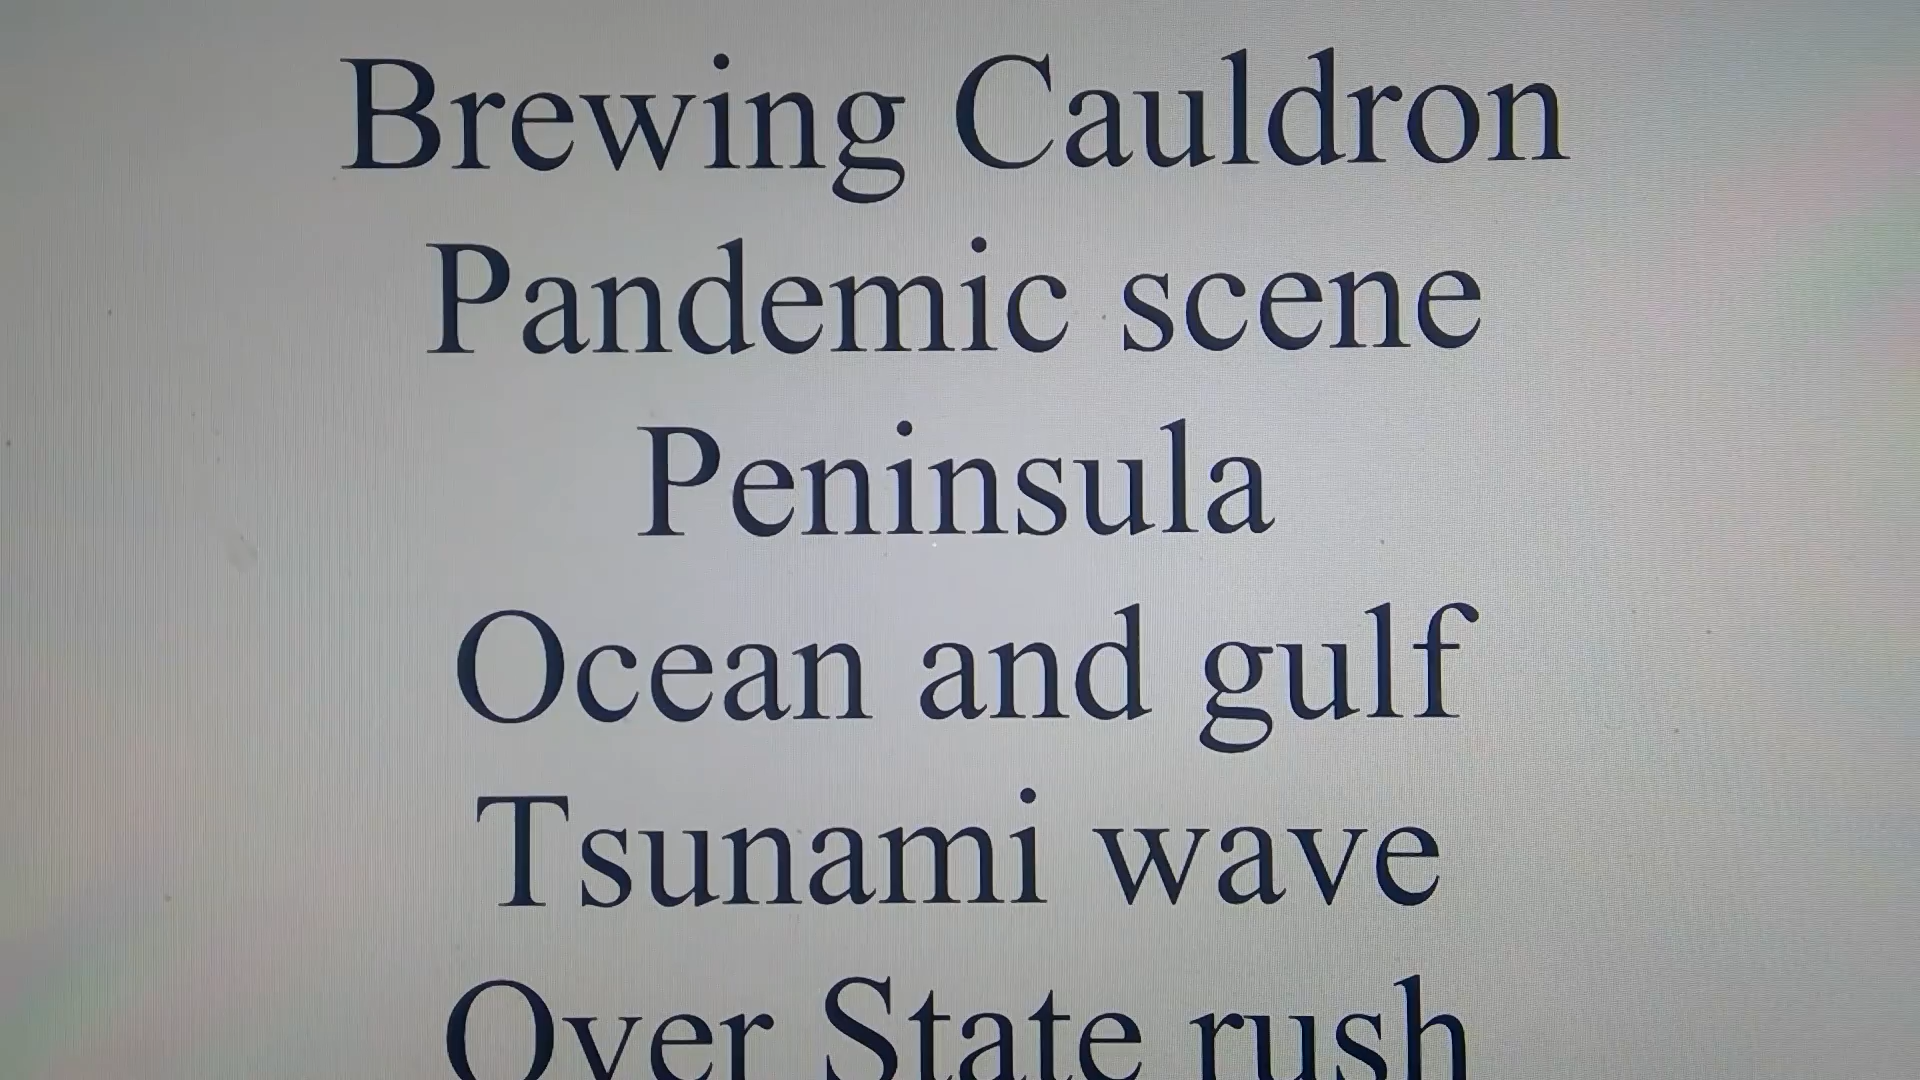 Brewing Cauldron
Pandemic scene
Peninsula
Ocean and gulf
Tsunami wave
Over State rush